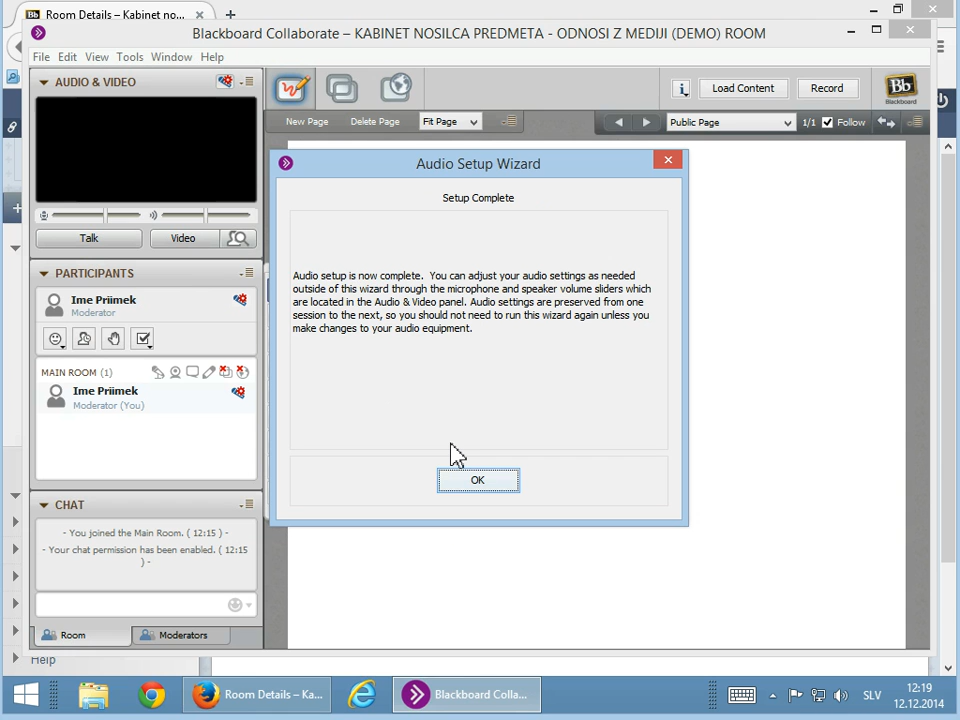 Room Details – Kabinet no...
Blackboard Collaborate – KABINET NOSILCA PREDMETA - ODNOSI Z MEDIJI (DEMO) ROOM
File Edit View Tools Window Help
AUDIO & VIDEO
Load Content
Record
Bb
Blackboard
New Page
Delete Page
Fit Page
Public Page
1/1
Follow
Audio Setup Wizard
Setup Complete
Audio setup is now complete. You can adjust your audio settings as needed
outside of this wizard through the microphone and speaker volume sliders which
are located in the Audio & Video panel. Audio settings are preserved from one
session to the next, so you should not need to run this wizard again unless you
make changes to your audio equipment.
OK
Talk
Video
PARTICIPANTS
Ime Priimek
Moderator
MAIN ROOM (1)
Ime Priimek
Moderator (You)
CHAT
- You joined the Main Room. ( 12:15 ) -
- Your chat permission has been enabled. ( 12:15
) -
Room
Moderators
Help
Room Details – Ka...
Blackboard Colla...
SLV
12:19
12.12.2014